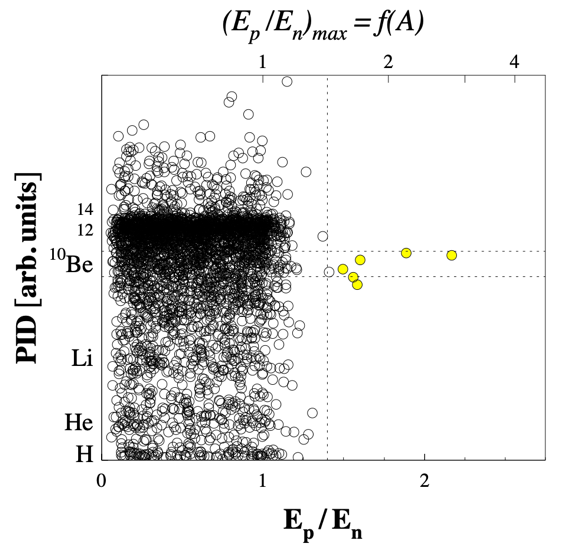 (Eₚ/Eₙ)ₘₐₓ = f(A)
1 2 4
PID [arb. units]
14
12
¹⁰Be
Li
He
H
0 1 2
Eₚ/Eₙ